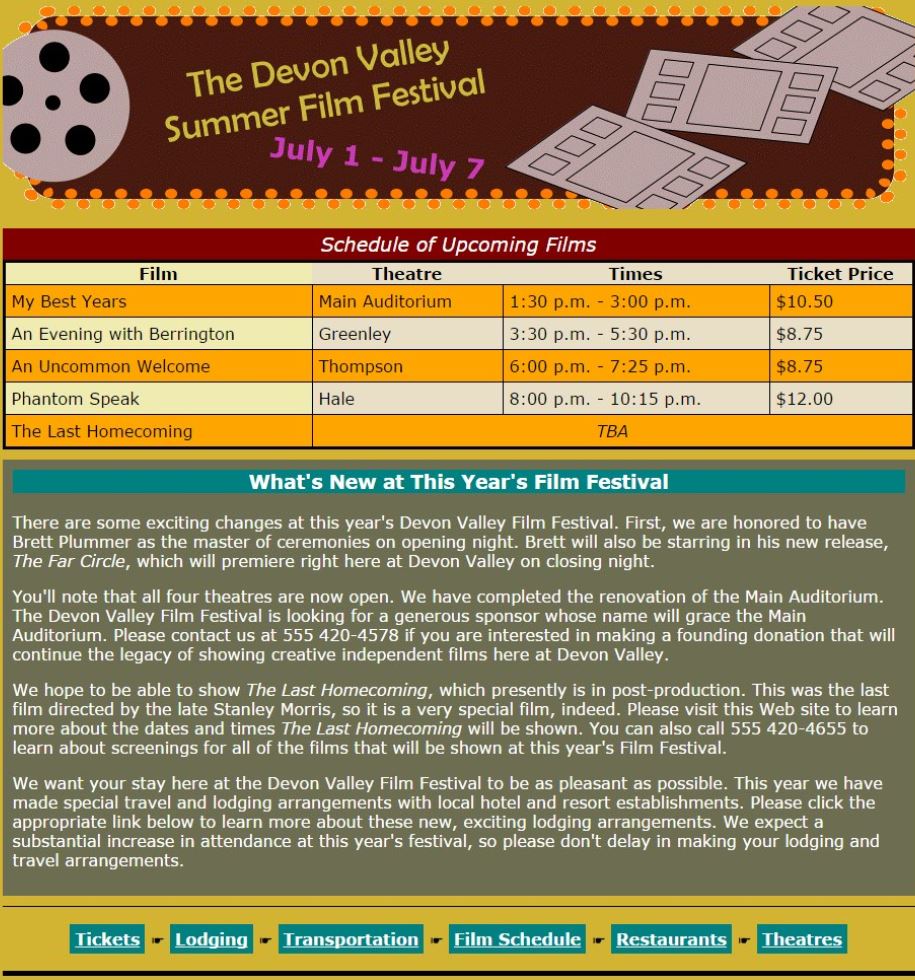 The Devon Valley
Summer Film Festival
July 1 - July 7
Schedule of Upcoming Films
Film Theatre Times Ticket Price
My Best Years Main Auditorium 1:30 p.m. - 3:00 p.m. $10.50
An Evening with Berrington Greenley 3:30 p.m. - 5:30 p.m. $8.75
An Uncommon Welcome Thompson 6:00 p.m. - 7:25 p.m. $8.75
Phantom Speak Hale 8:00 p.m. - 10:15 p.m. $12.00
The Last Homecoming TBA
What's New at This Year's Film Festival
There are some exciting changes at this year's Devon Valley Film Festival. First, we are honored to have
Brett Plummer as the master of ceremonies on opening night. Brett will also be starring in his new release,
The Far Circle, which will premiere right here at Devon Valley on closing night.
You'll note that all four theatres are now open. We have completed the renovation of the Main Auditorium.
The Devon Valley Film Festival is looking for a generous sponsor whose name will grace the Main
Auditorium. Please contact us at 555 420-4578 if you are interested in making a founding donation that will
continue the legacy of showing creative independent films here at Devon Valley.
We hope to be able to show The Last Homecoming, which presently is in post-production. This was the last
film directed by the late Stanley Morris, so it is a very special film, indeed. Please visit this Web site to learn
more about the dates and times The Last Homecoming will be shown. You can also call 555 420-4655 to
learn about screenings for all of the films that will be shown at this year's Film Festival.
We want your stay here at the Devon Valley Film Festival to be as pleasant as possible. This year we have
made special travel and lodging arrangements with local hotel and resort establishments. Please click the
appropriate link below to learn more about these new, exciting lodging arrangements. We expect a
substantial increase in attendance at this year's festival, so please don't delay in making your lodging and
travel arrangements.
Tickets ☛ Lodging ☛ Transportation ☛ Film Schedule ☛ Restaurants ☛ Theatres